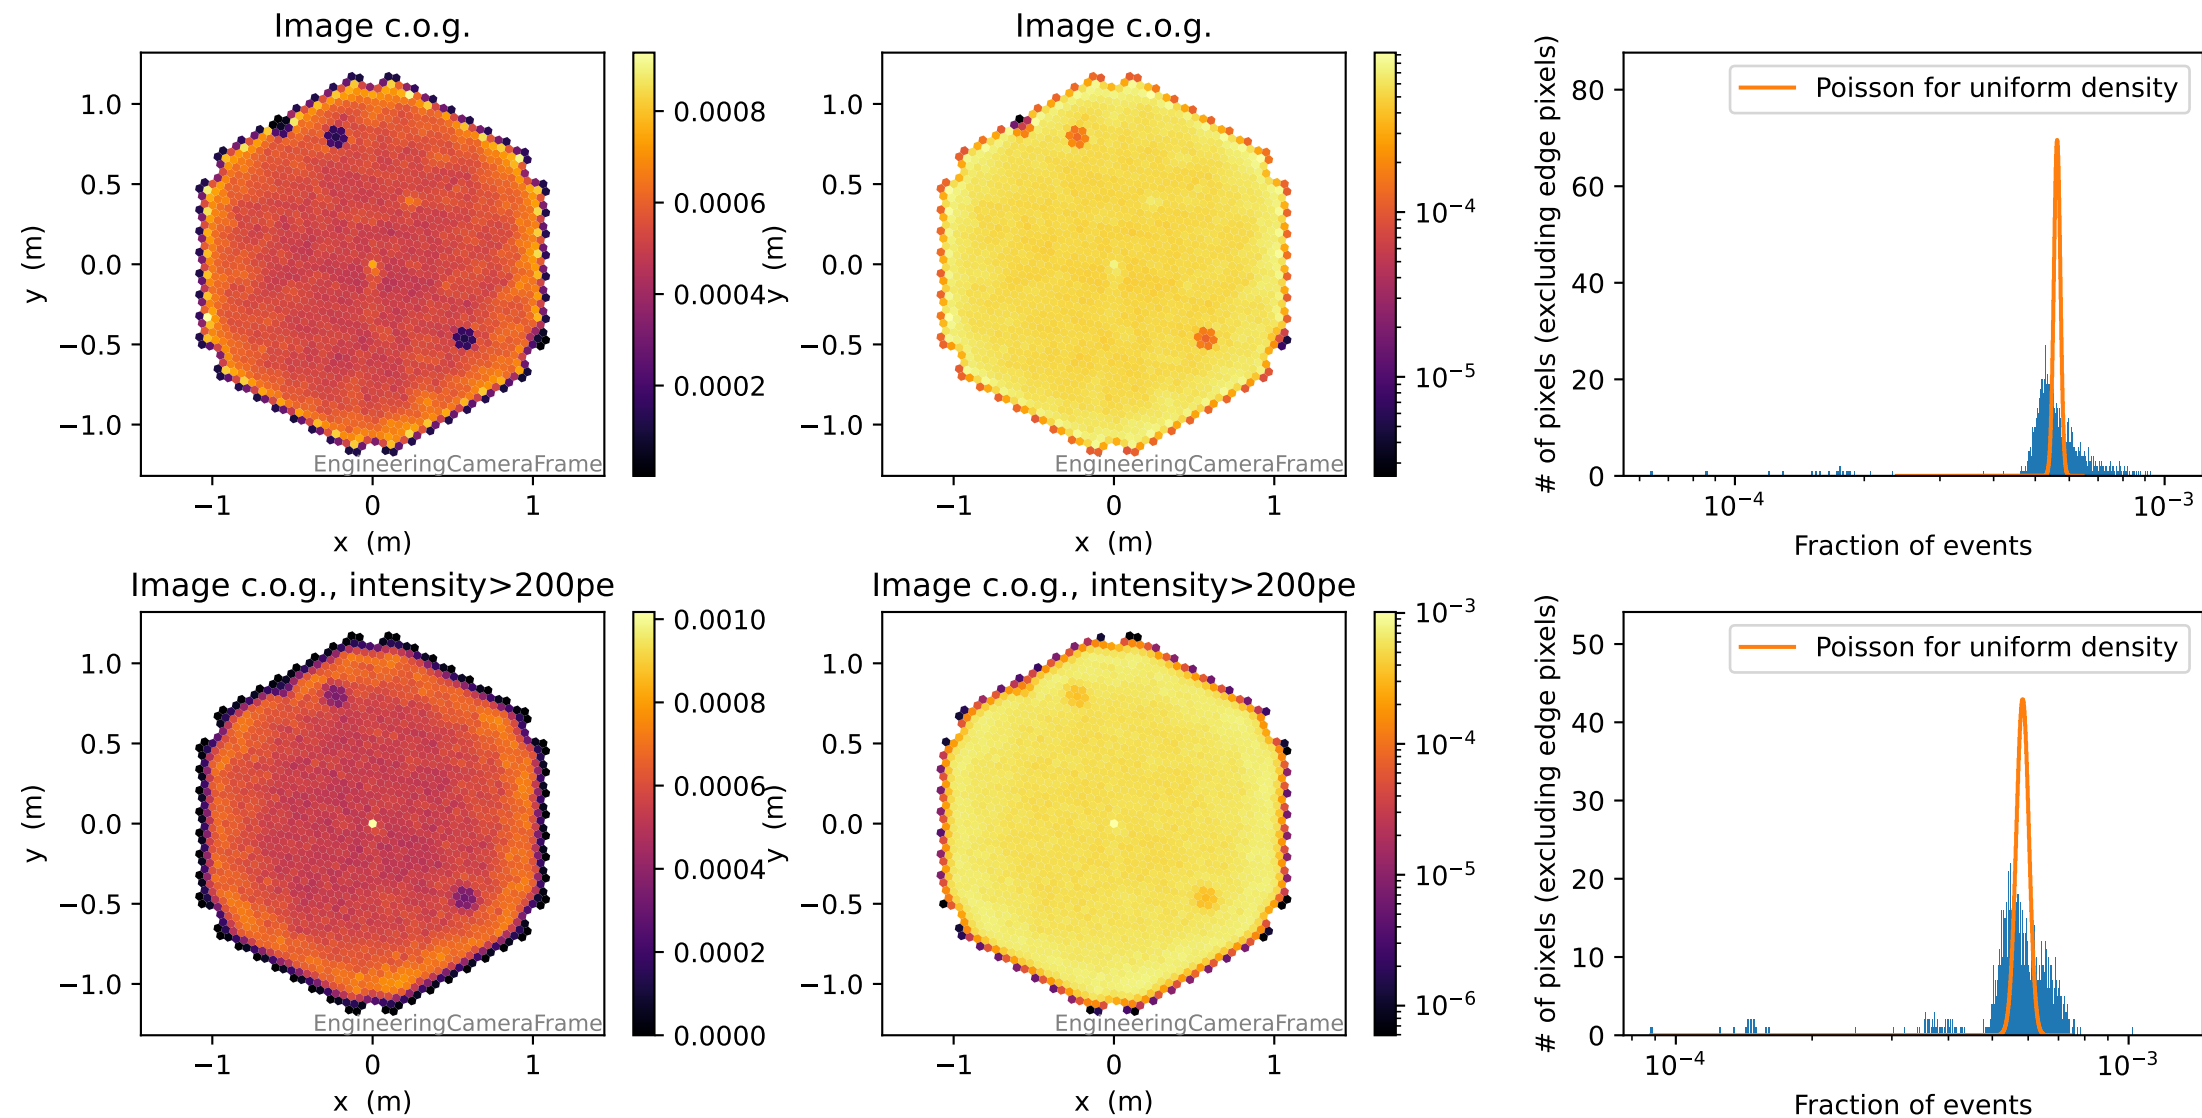 Image c.o.g.
y (m)
1.0
0.5
0.0
−0.5
−1.0
−1
0
1
x (m)
EngineeringCameraFrame
0.0008
0.0006
0.0004
0.0002
Image c.o.g.
y (m)
1.0
0.5
0.0
−0.5
−1.0
−1
0
1
x (m)
EngineeringCameraFrame
10⁻⁴
10⁻⁵
# of pixels (excluding edge pixels)
80
60
40
20
0
Poisson for uniform density
10⁻⁴
10⁻³
Fraction of events
Image c.o.g., intensity>200pe
y (m)
1.0
0.5
0.0
−0.5
−1.0
−1
0
1
x (m)
EngineeringCameraFrame
0.0010
0.0008
0.0006
0.0004
0.0002
0.0000
Image c.o.g., intensity>200pe
y (m)
1.0
0.5
0.0
−0.5
−1.0
−1
0
1
x (m)
EngineeringCameraFrame
10⁻³
10⁻⁴
10⁻⁵
10⁻⁶
# of pixels (excluding edge pixels)
50
40
30
20
10
0
Poisson for uniform density
10⁻⁴
10⁻³
Fraction of events